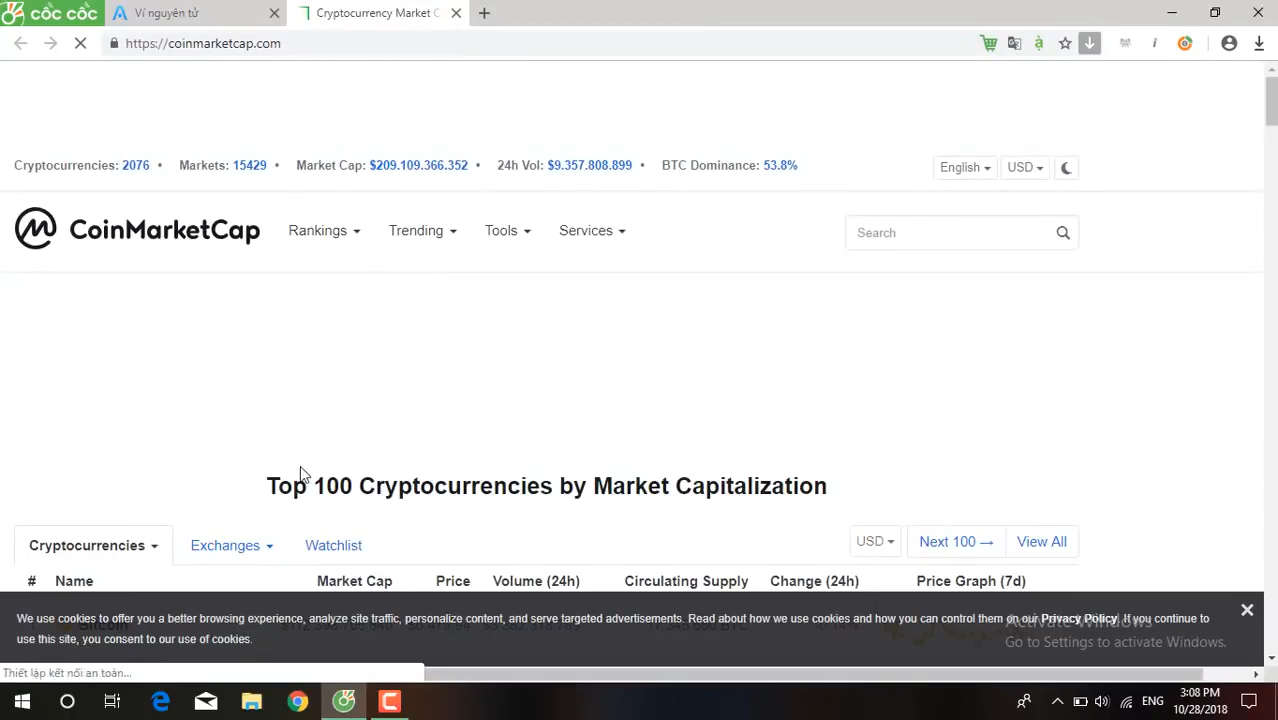 cốc cốc
Ví nguyên tử
Cryptocurrency Market C
https://coinmarketcap.com
Cryptocurrencies: 2076 • Markets: 15429 • Market Cap: $209.109.366.352 • 24h Vol: $9.357.808.899 • BTC Dominance: 53.8%
English
USD
CoinMarketCap
Rankings
Trending
Tools
Services
Search
Top 100 Cryptocurrencies by Market Capitalization
Cryptocurrencies
Exchanges
Watchlist
USD
Next 100 →
View All
# Name Market Cap Price Volume (24h) Circulating Supply Change (24h) Price Graph (7d)
Bitcoin
We use cookies to offer you a better browsing experience, analyze site traffic, personalize content, and serve targeted advertisements. Read about how we use cookies and how you can control them on our Privacy Policy. If you continue to
use this site, you consent to our use of cookies.
Activate Windows
Go to Settings to activate Windows.
Thiết lập kết nối an toàn...
ENG
3:08 PM
10/28/2018